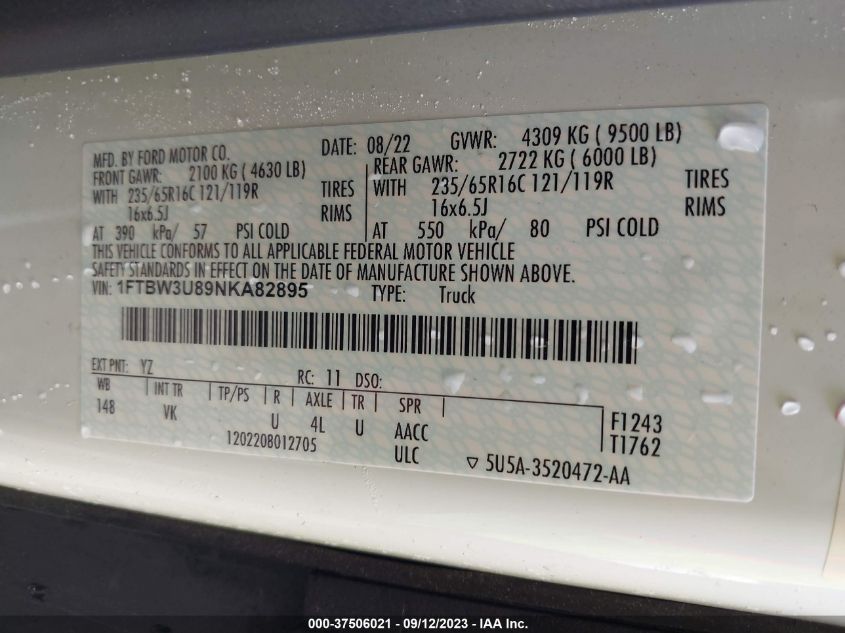 MFD. BY FORD MOTOR CO. DATE: 08/22 GVWR: 4309 KG ( 9500 LB)
FRONT GAWR: 2100 KG ( 4630 LB) REAR GAWR: 2722 KG ( 6000 LB)
WITH 235/65R16C 121/119R TIRES WITH 235/65R16C 121/119R TIRES
16x6.5J RIMS 16x6.5J RIMS
AT 390 kPa/ 57 PSI COLD AT 550 kPa/ 80 PSI COLD
THIS VEHICLE CONFORMS TO ALL APPLICABLE FEDERAL MOTOR VEHICLE
SAFETY STANDARDS IN EFFECT ON THE DATE OF MANUFACTURE SHOWN ABOVE.
VIN: 1FTBW3U89NKA82895 TYPE: Truck
EXT PNT: YZ RC: 11 DSO:
WB INT TR TP/PS R AXLE TR SPR
148 VK U 4L U AACC F1243
1202208012705 ULC T1762
▽ 5U5A-3520472-AA
000-37506021 - 09/12/2023 - IAA Inc.